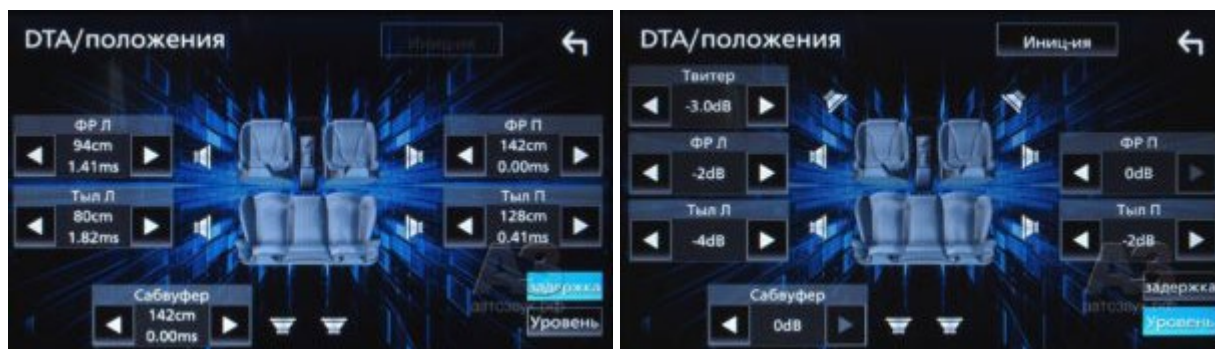 DTA/положения
Иниц-ия
ФР Л
94cm
1.41ms
ФР П
142cm
0.00ms
Тыл Л
80cm
1.82ms
Тыл П
128cm
0.41ms
задержка
Сабвуфер
142cm
0.00ms
Уровень
DTA/положения
Иниц-ия
Твитер
-3.0dB
ФР Л
-2dB
ФР П
0dB
Тыл Л
-4dB
Тыл П
-2dB
задержка
Сабвуфер
0dB
Уровень